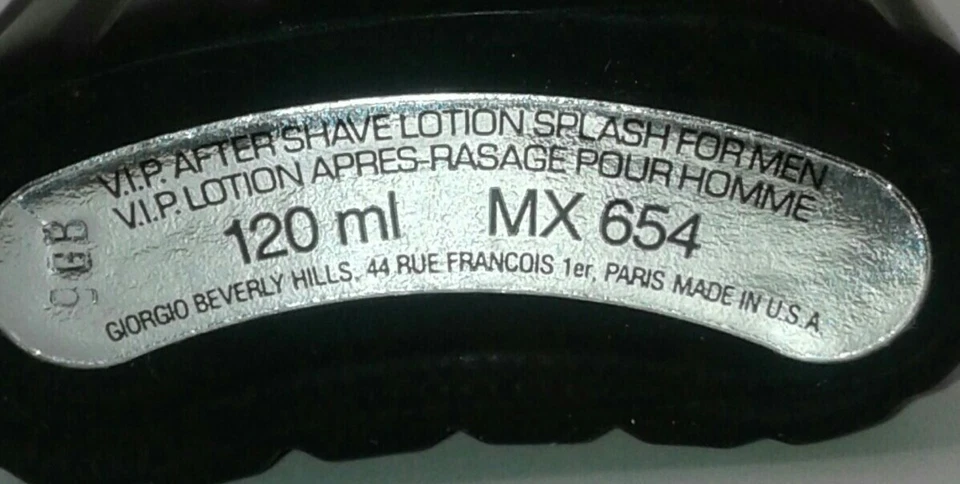 V.I.P. AFTER SHAVE LOTION SPLASH FOR MEN
V.I.P. LOTION APRES-RASAGE POUR HOMME
120 ml MX 654
GIORGIO BEVERLY HILLS. 44 RUE FRANCOIS 1er, PARIS MADE IN U.S.A